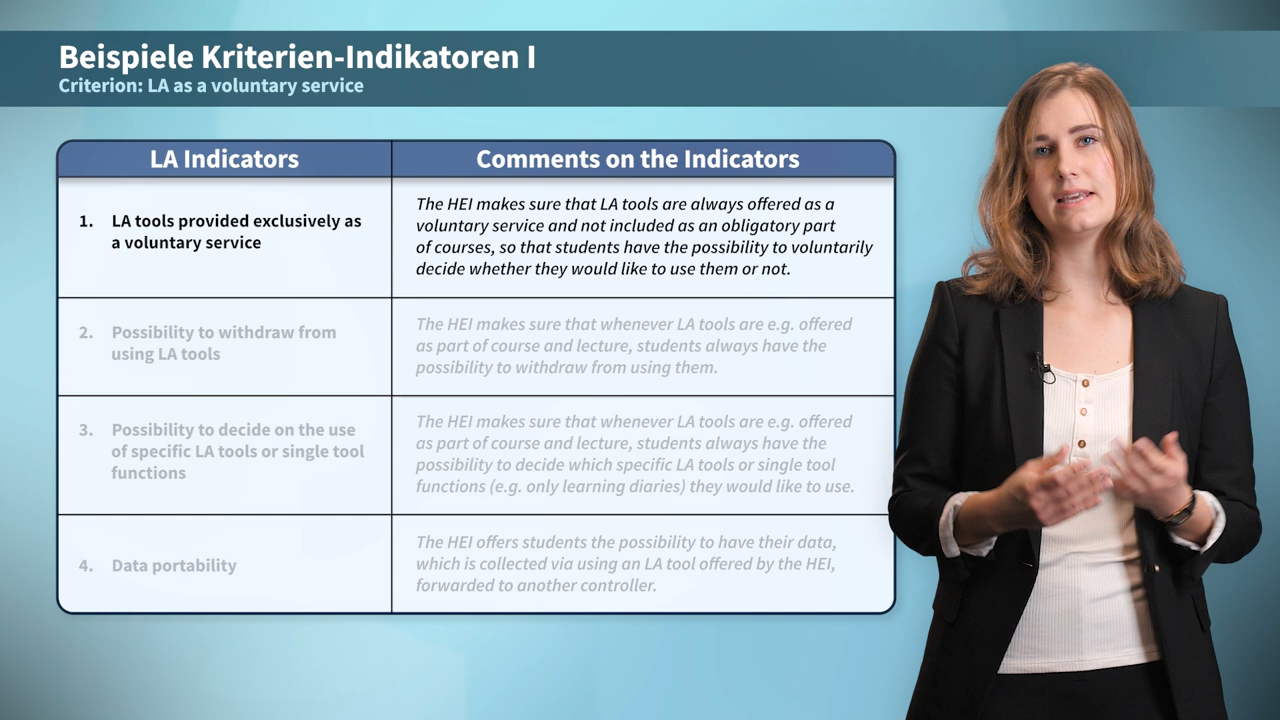 Beispiele Kriterien-Indikatoren I
Criterion: LA as a voluntary service
LA Indicators
Comments on the Indicators
1. LA tools provided exclusively as
a voluntary service
The HEI makes sure that LA tools are always offered as a
voluntary service and not included as an obligatory part
of courses, so that students have the possibility to voluntarily
decide whether they would like to use them or not.
2. Possibility to withdraw from
using LA tools
The HEI makes sure that whenever LA tools are e.g. offered
as part of course and lecture, students always have the
possibility to withdraw from using them.
3. Possibility to decide on the use
of specific LA tools or single tool
functions
The HEI makes sure that whenever LA tools are e.g. offered
as part of course and lecture, students always have the
possibility to decide which specific LA tools or single tool
functions (e.g. only learning diaries) they would like to use.
4. Data portability
The HEI offers students the possibility to have their data,
which is collected via using an LA tool offered by the HEI,
forwarded to another controller.